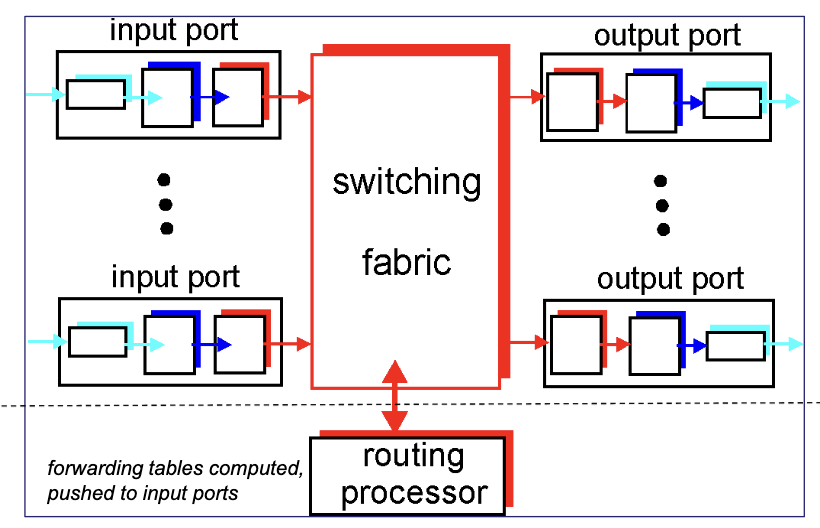 input port
output port
switching
fabric
input port
output port
forwarding tables computed,
pushed to input ports
routing
processor